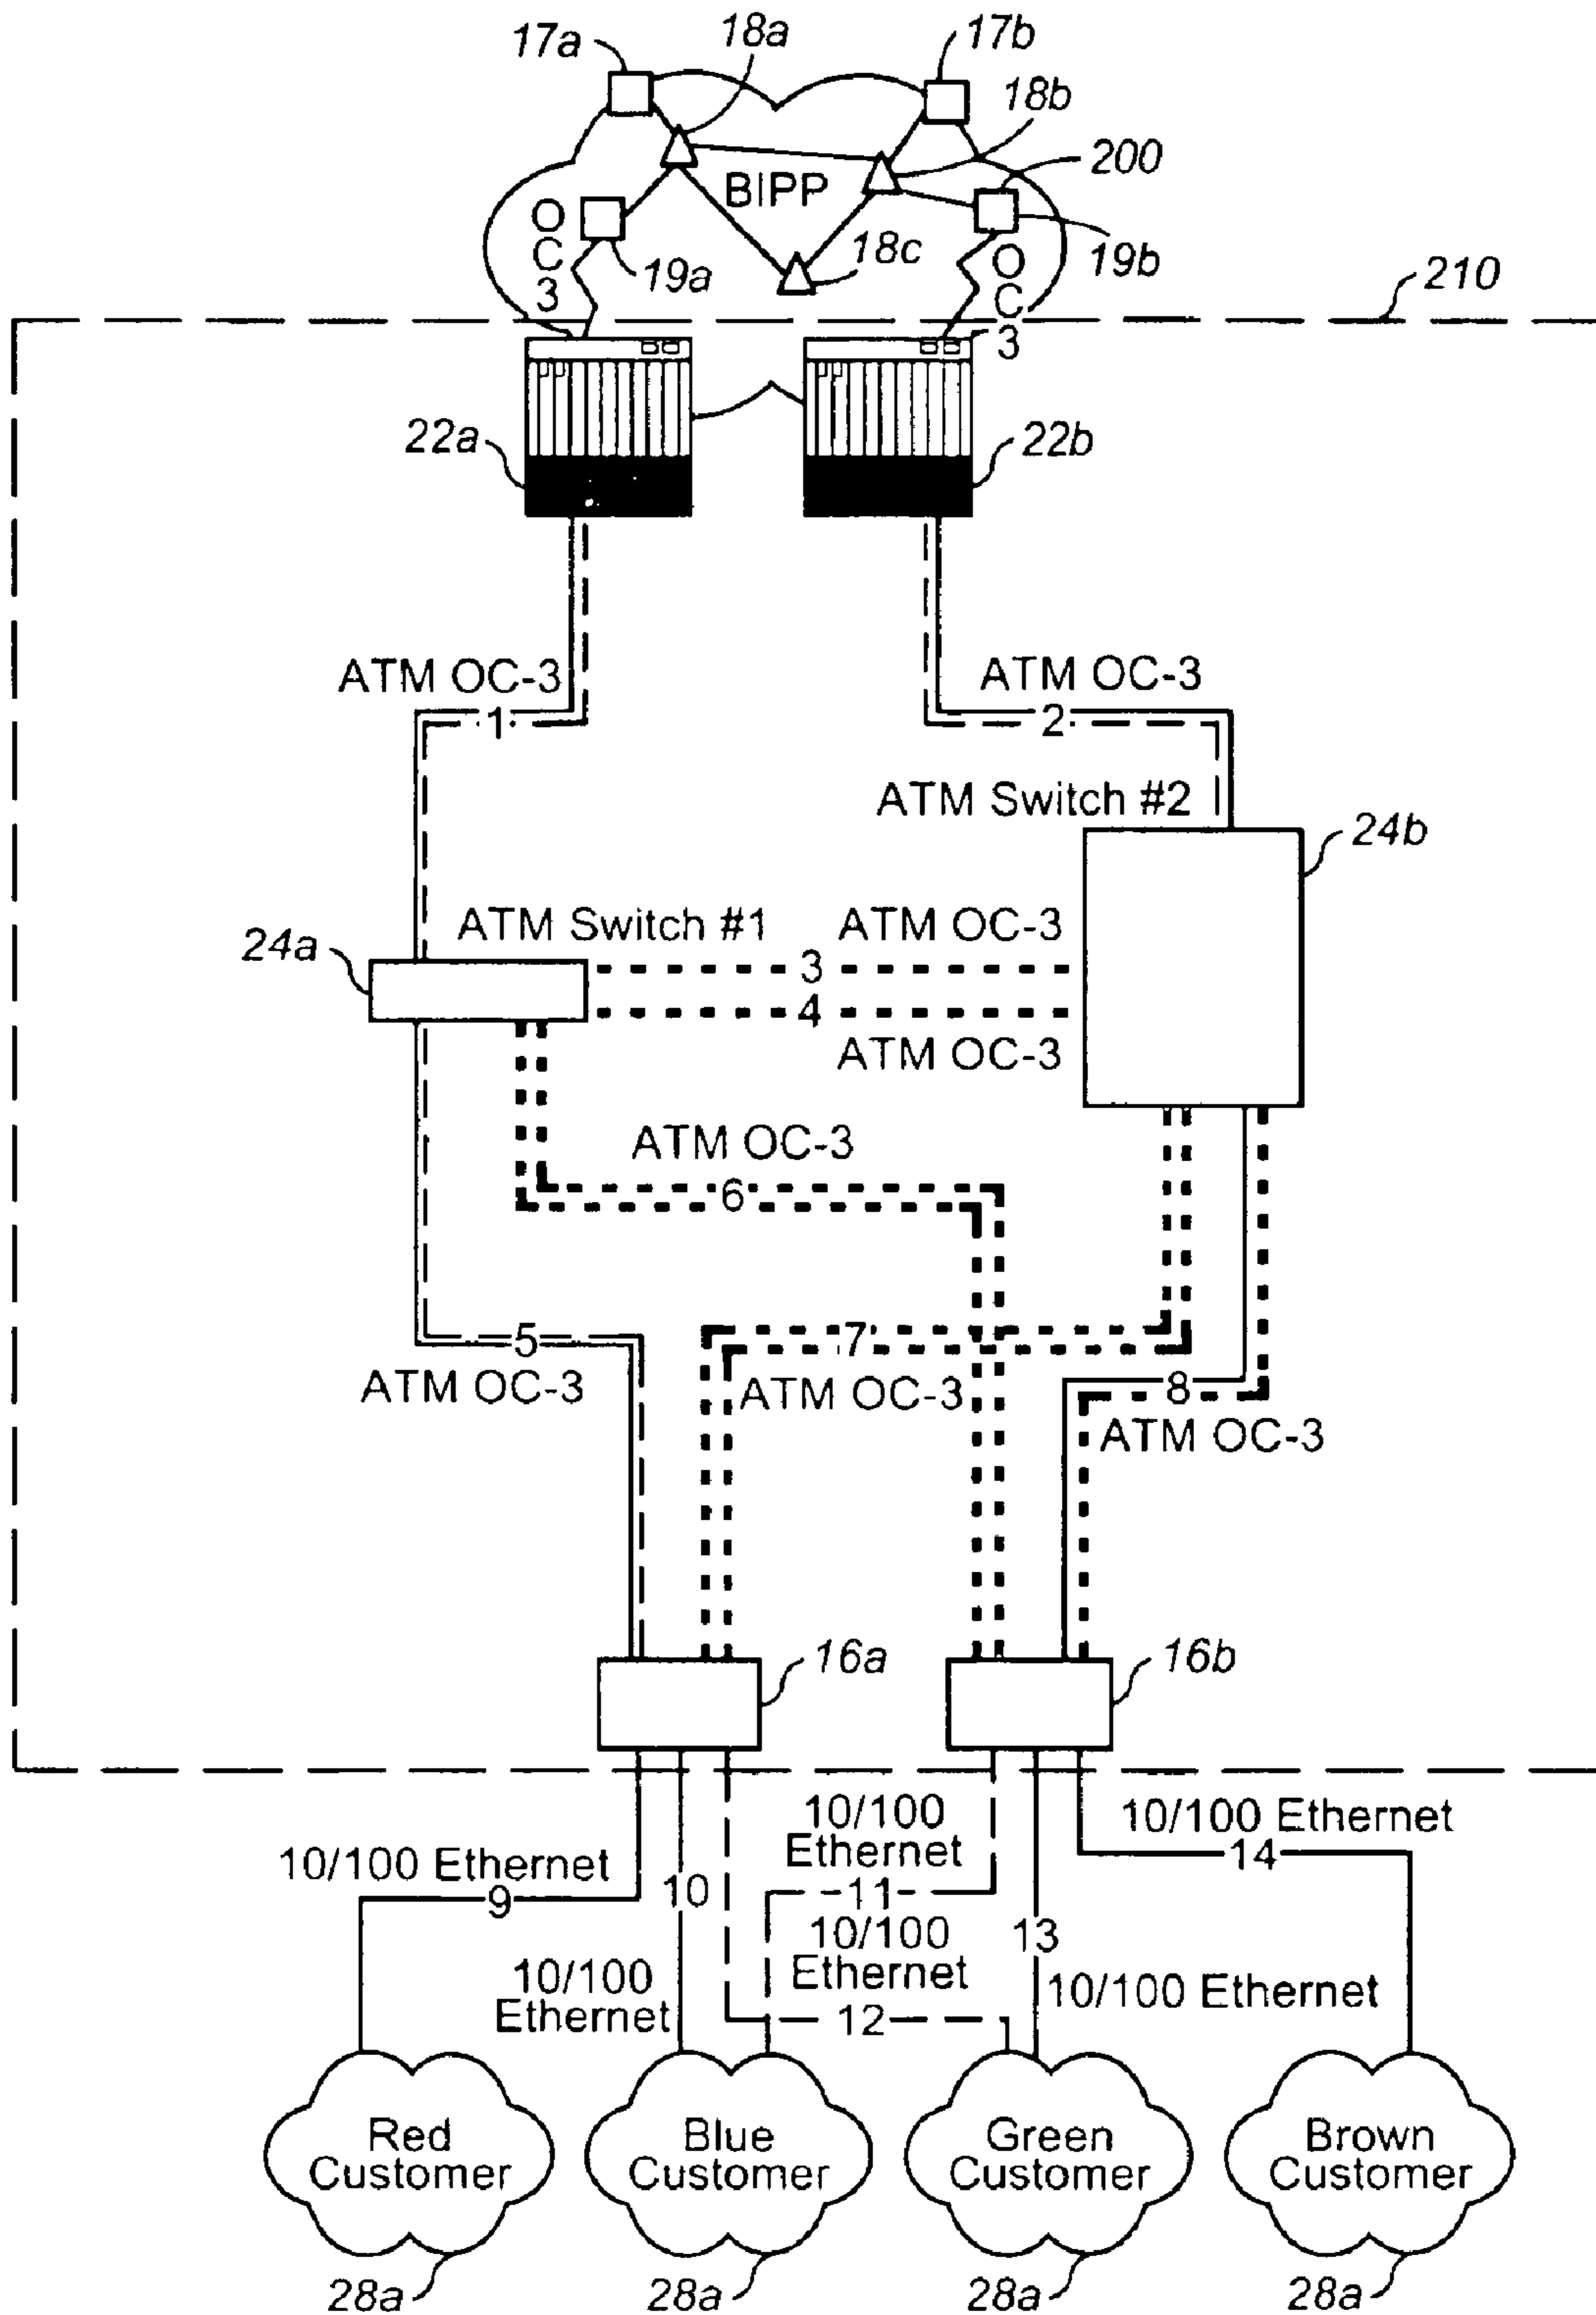 17a
18a
17b
18b
200
BIPP
OC3
19a
18c
19b
OC3
210
22a
22b
ATM OC-3
1
ATM OC-3
2
ATM Switch #2
24b
ATM Switch #1
24a
ATM OC-3
3
4
ATM OC-3
ATM OC-3
6
5
ATM OC-3
7
ATM OC-3
8
ATM OC-3
16a
16b
10/100 Ethernet
9
10
10/100
Ethernet
11
10/100 Ethernet
14
10/100
Ethernet
12
13
10/100
Ethernet
10/100 Ethernet
Red
Customer
Blue
Customer
Green
Customer
Brown
Customer
28a
28a
28a
28a